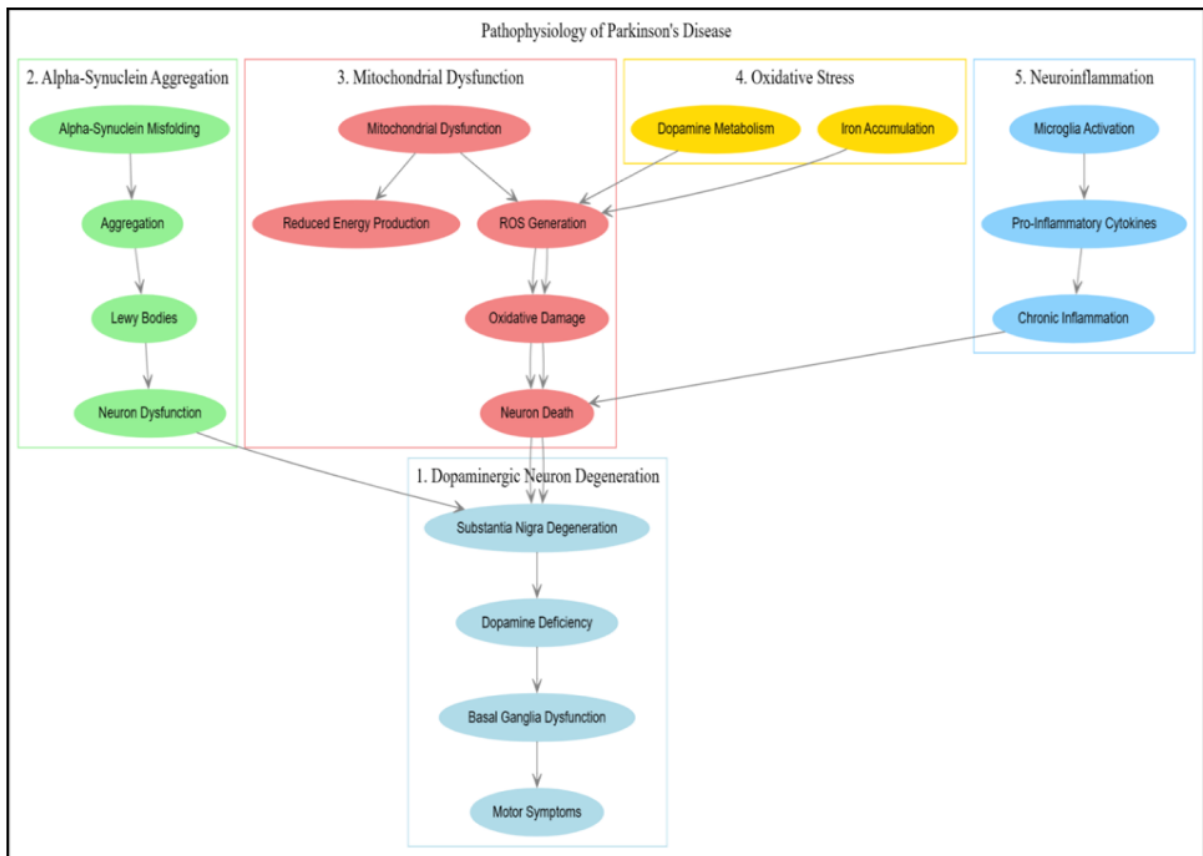 Pathophysiology of Parkinson's Disease
2. Alpha-Synuclein Aggregation
3. Mitochondrial Dysfunction
4. Oxidative Stress
5. Neuroinflammation
Alpha-Synuclein Misfolding
Mitochondrial Dysfunction
Dopamine Metabolism
Iron Accumulation
Microglia Activation
Aggregation
Reduced Energy Production
ROS Generation
Pro-Inflammatory Cytokines
Lewy Bodies
Oxidative Damage
Chronic Inflammation
Neuron Dysfunction
Neuron Death
1. Dopaminergic Neuron Degeneration
Substantia Nigra Degeneration
Dopamine Deficiency
Basal Ganglia Dysfunction
Motor Symptoms